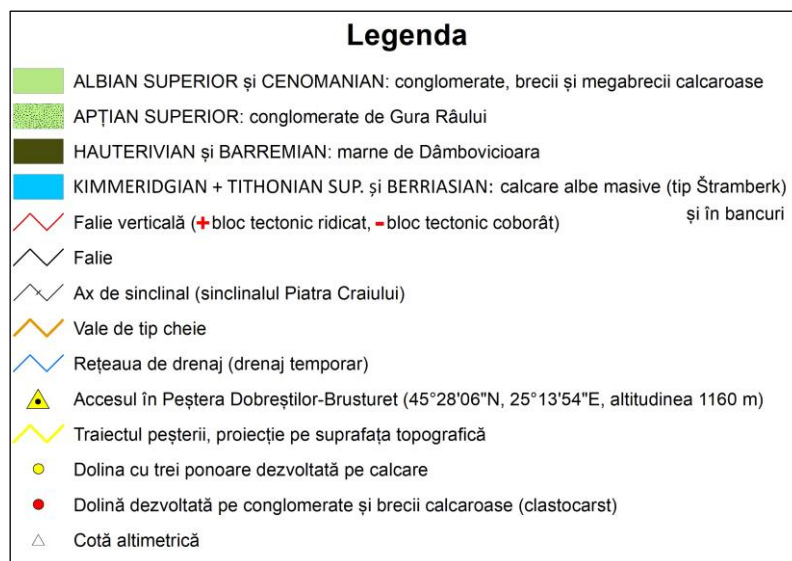 Legenda
ALBIAN SUPERIOR și CENOMANIAN: conglomerate, brecii și megabrecii calcaroase
APȚIAN SUPERIOR: conglomerate de Gura Râului
HAUTERIVIAN și BARREMIAN: marne de Dâmbovicioara
KIMMERIDGIAN + TITHONIAN SUP. și BERRIASIAN: calcare albe masive (tip Štramberk)
și în bancuri
Falie verticală (+bloc tectonic ridicat, -bloc tectonic coborât)
Falie
Ax de sinclinal (sinclinalul Piatra Craiului)
Vale de tip cheie
Rețeaua de drenaj (drenaj temporar)
Accesul în Peștera Dobreștilor-Brusturet (45°28'06"N, 25°13'54"E, altitudinea 1160 m)
Traiectul peșterii, proiecție pe suprafața topografică
Dolina cu trei ponoare dezvoltată pe calcare
Dolină dezvoltată pe conglomerate și brecii calcaroase (clastocarst)
Cotă altimetrică